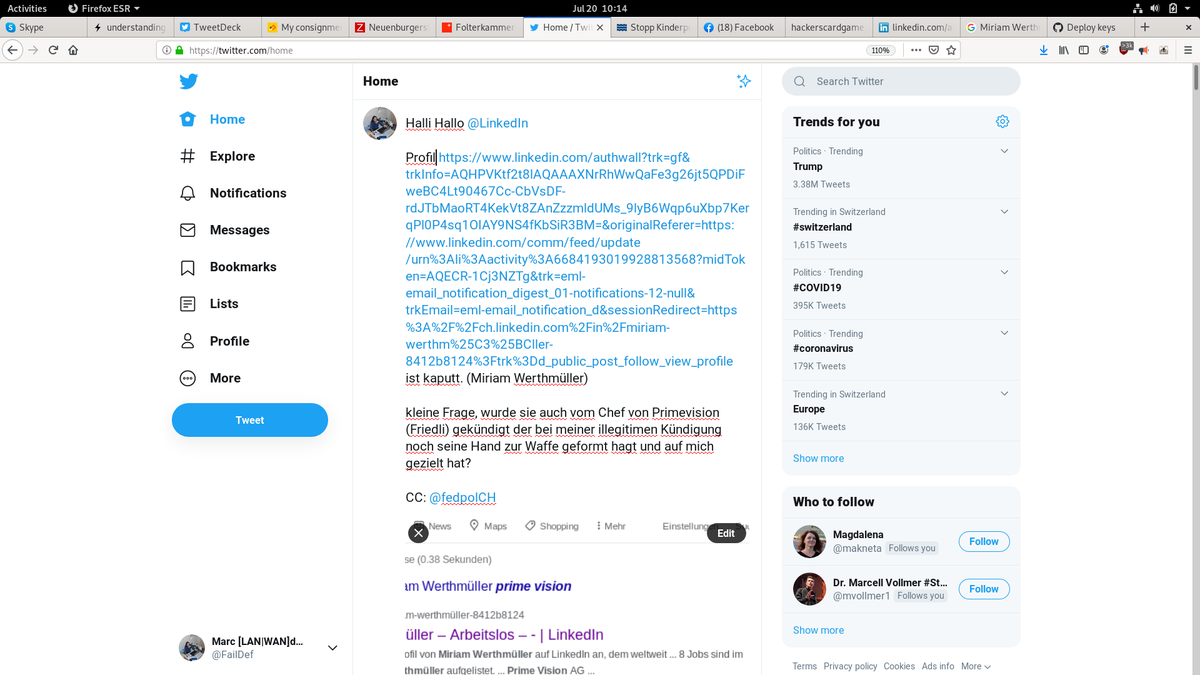 Activities Firefox ESR Jul 20 10:14
Skype understanding TweetDeck My consignme Neuenburgers Folterkammer Home / Twi Stopp Kinderp (18) Facebook hackerscardgame linkedin.com/a Miriam Werth Deploy keys
https://twitter.com/home 110%
Home
Explore
Notifications
Messages
Bookmarks
Lists
Profile
More
Tweet
Marc [LAN|WAN]d...
@FailDef
Home
Halli Hallo @LinkedIn
Profil https://www.linkedin.com/authwall?trk=gf&
trkInfo=AQHPVKtf2t8IAQAAAXNrRhWwQaFe3g26jt5QPDiF
weBC4Lt90467Cc-CbVsDF-
rdJTbMaoRT4KekVt8ZAnZzzmldUMs_9lyB6Wqp6uXbp7Ker
qPl0P4sq1OIAY9NS4fKbSiR3BM=&originalReferer=https:
//www.linkedin.com/comm/feed/update
/urn%3Ali%3Aactivity%3A6684193019928813568?midTok
en=AQECR-1Cj3NZTg&trk=eml-
email_notification_digest_01-notifications-12-null&
trkEmail=eml-email_notification_d&sessionRedirect=https
%3A%2F%2Fch.linkedin.com%2Fin%2Fmiriam-
werthm%25C3%25BCller-
8412b8124%3Ftrk%3Dd_public_post_follow_view_profile
ist kaputt. (Miriam Werthmüller)
kleine Frage, wurde sie auch vom Chef von Primevision
(Friedli) gekündigt der bei meiner illegitimen Kündigung
noch seine Hand zur Waffe geformt hagt und auf mich
gezielt hat?
CC: @fedpolCH
News Maps Shopping Mehr Einstellunge
Edit
se (0.38 Sekunden)
am Werthmüller prime vision
m-werthmüller-8412b8124
üller – Arbeitslos – - | LinkedIn
ofil von Miriam Werthmüller auf LinkedIn an, dem weltweit ... 8 Jobs sind im
thmüller aufgelistet. ... Prime Vision AG ...
Search Twitter
Trends for you
Politics · Trending
Trump
3.38M Tweets
Trending in Switzerland
#switzerland
1,615 Tweets
Politics · Trending
#COVID19
395K Tweets
Politics · Trending
#coronavirus
179K Tweets
Trending in Switzerland
Europe
136K Tweets
Show more
Who to follow
Magdalena
@makneta Follows you
Follow
Dr. Marcell Vollmer #St...
@mvollmer1 Follows you
Follow
Show more
Terms Privacy policy Cookies Ads info More